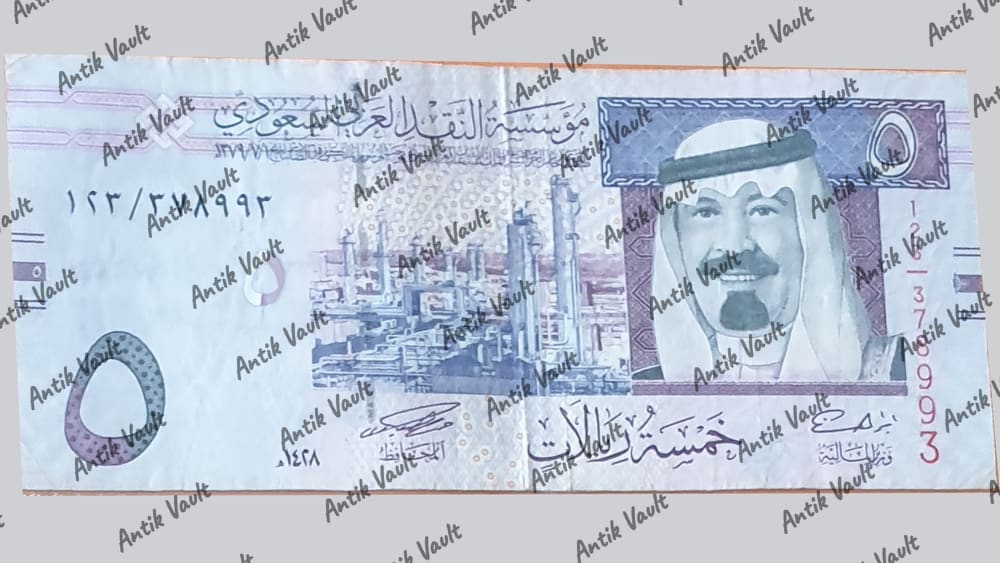 مؤسسة النقد العربي السعودي
١٢٣/٣٧٨٩٩٣
٥
123-378993
٥
٥
٥
خمسة ريالات
المحافظ
وزير المالية
١٤٢٨هـ
Antik Vault